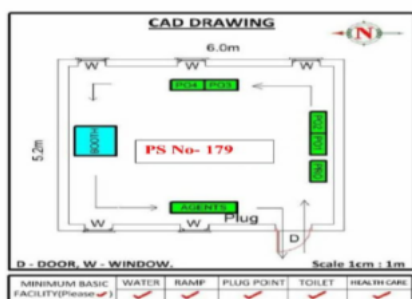 CAD DRAWING
6.0m
N
W W W
PO4 PO3
5.2m
BOOTH
PS No- 179
PO2 PO1
PRO
AGENTS
Plug
W W
D
D - DOOR, W - WINDOW. Scale 1cm : 1m
MINIMUM BASIC FACILITY(Please✓) WATER RAMP PLUG POINT TOILET HEALTH CARE